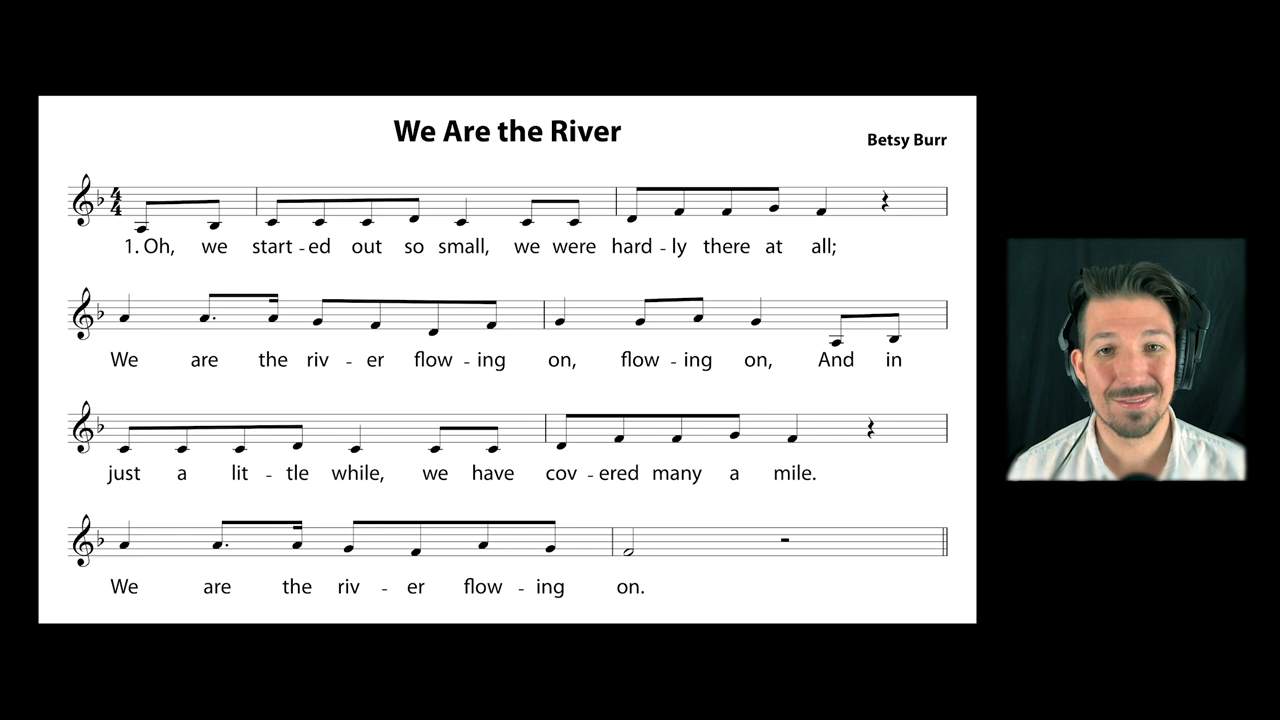 We Are the River
Betsy Burr
4
4
1. Oh, we start - ed out so small, we were hard - ly there at all;
We are the riv - er flow - ing on, flow - ing on, And in
just a lit - tle while, we have cov - ered many a mile.
We are the riv - er flow - ing on.